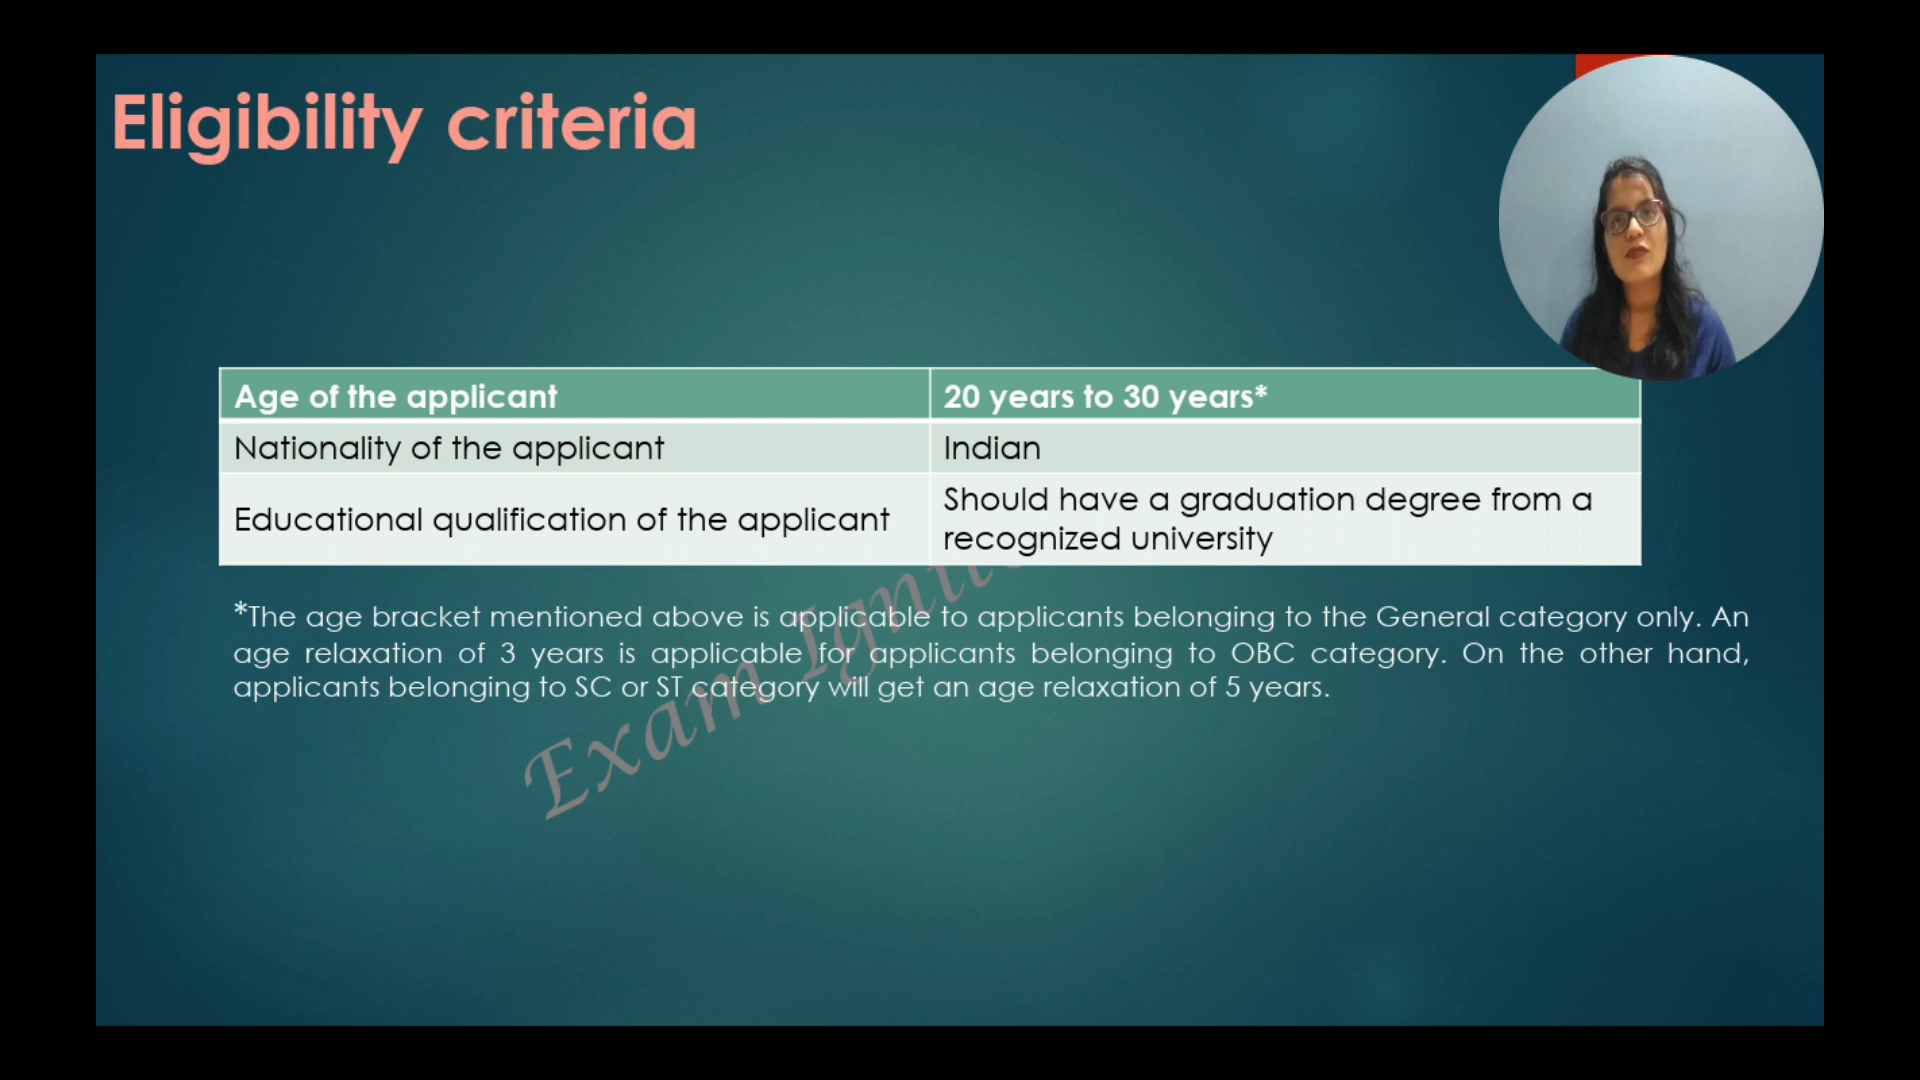 Eligibility criteria
Age of the applicant 20 years to 30 years*
Nationality of the applicant Indian
Educational qualification of the applicant Should have a graduation degree from a
recognized university
*The age bracket mentioned above is applicable to applicants belonging to the General category only. An
age relaxation of 3 years is applicable for applicants belonging to OBC category. On the other hand,
applicants belonging to SC or ST category will get an age relaxation of 5 years.
Exam